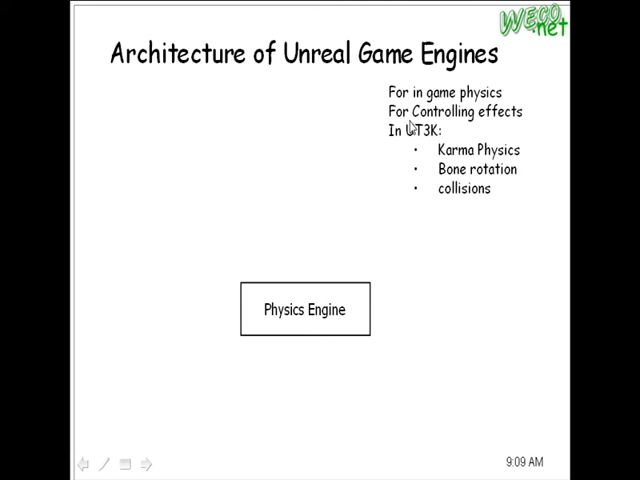 WECO
.net
Architecture of Unreal Game Engines
For in game physics
For Controlling effects
In UT3K:
• Karma Physics
• Bone rotation
• collisions
Physics Engine
9:09 AM